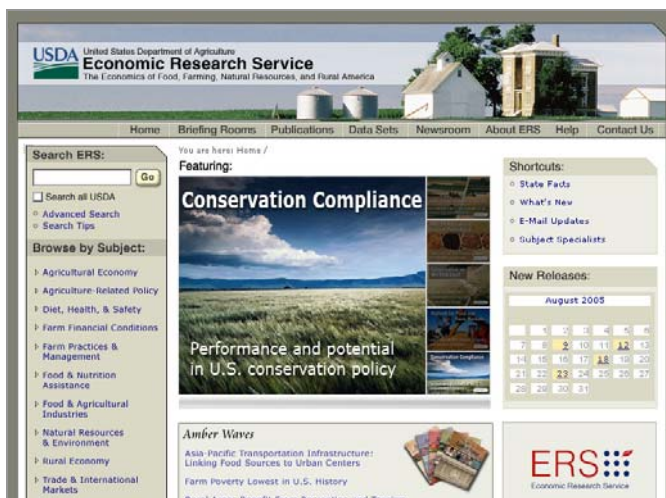 USDA
United States Department of Agriculture
Economic Research Service
The Economics of Food, Farming, Natural Resources, and Rural America
Home Briefing Rooms Publications Data Sets Newsroom About ERS Help Contact Us
Search ERS:
Go
Search all USDA
Advanced Search
Search Tips
Browse by Subject:
Agricultural Economy
Agriculture-Related Policy
Diet, Health, & Safety
Farm Financial Conditions
Farm Practices &
Management
Food & Nutrition
Assistance
Food & Agricultural
Industries
Natural Resources
& Environment
Rural Economy
Trade & International
Markets
You are here: Home /
Featuring:
Conservation Compliance
Performance and potential
in U.S. conservation policy
Conservation Compliance
Amber Waves
Asia-Pacific Transportation Infrastructure:
Linking Food Sources to Urban Centers
Farm Poverty Lowest in U.S. History
Shortcuts:
State Facts
What's New
E-Mail Updates
Subject Specialists
New Releases:
August 2005
1 2 3 4 5 6
7 8 9 10 11 12 13
14 15 16 17 18 19 20
21 22 23 24 25 26 27
28 29 30 31
ERS
Economic Research Service